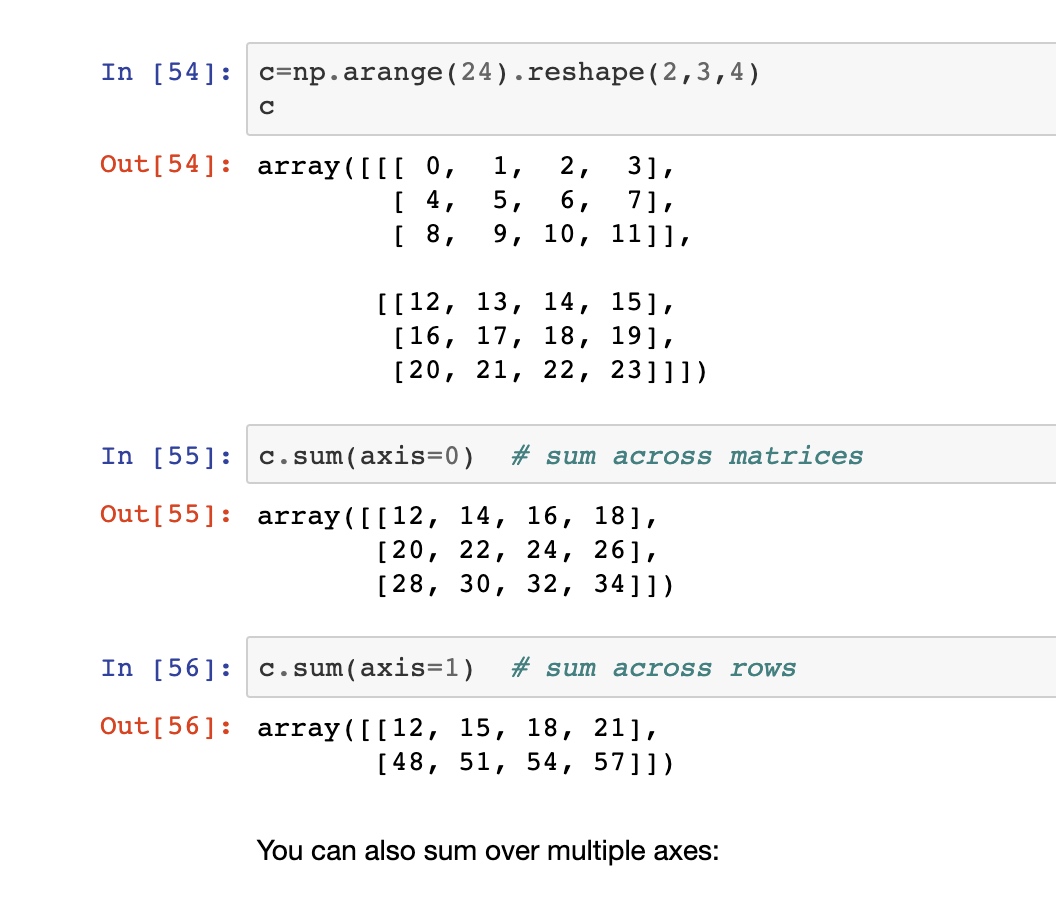 In [54]: c=np.arange(24).reshape(2,3,4)
c
Out[54]: array([[[ 0,  1,  2,  3],
        [ 4,  5,  6,  7],
        [ 8,  9, 10, 11]],

       [[12, 13, 14, 15],
        [16, 17, 18, 19],
        [20, 21, 22, 23]]])
In [55]: c.sum(axis=0)  # sum across matrices
Out[55]: array([[12, 14, 16, 18],
       [20, 22, 24, 26],
       [28, 30, 32, 34]])
In [56]: c.sum(axis=1)  # sum across rows
Out[56]: array([[12, 15, 18, 21],
       [48, 51, 54, 57]])
You can also sum over multiple axes: